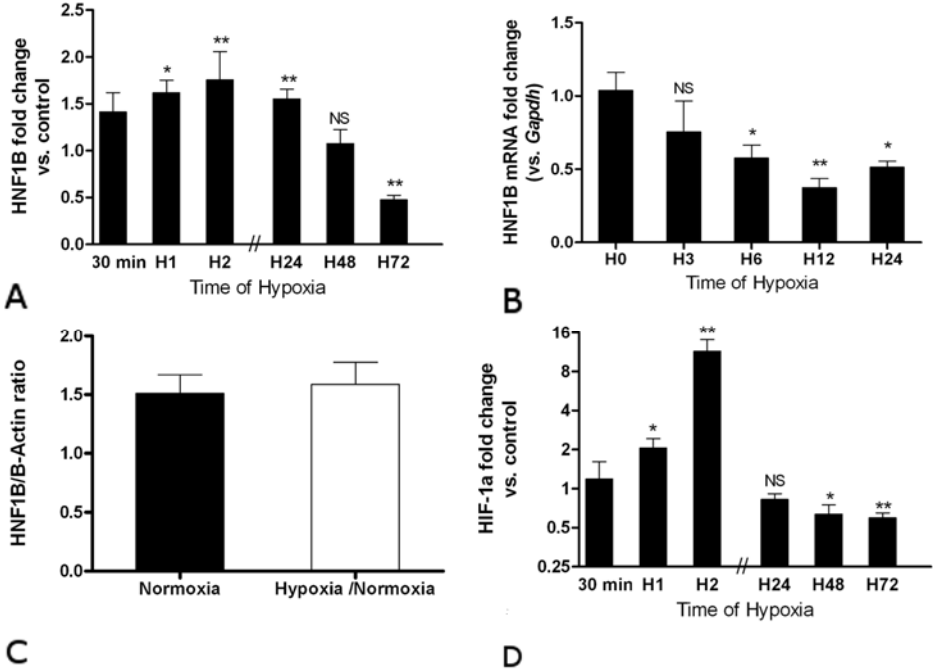 HNF1B fold change
vs. control
2.5
2.0
1.5
1.0
0.5
0.0
*
**
**
NS
**
30 min H1 H2 // H24 H48 H72
Time of Hypoxia
A
HNF1B mRNA fold change
(vs. Gapdh)
1.5
1.0
0.5
0.0
NS
*
**
*
H0 H3 H6 H12 H24
Time of Hypoxia
B
HNF1B/B-Actin ratio
2.0
1.5
1.0
0.5
0.0
Normoxia Hypoxia /Normoxia
C
HIF-1a fold change
vs. control
16
8
4
2
1
0.5
0.25
*
**
NS
*
**
30 min H1 H2 // H24 H48 H72
Time of Hypoxia
D